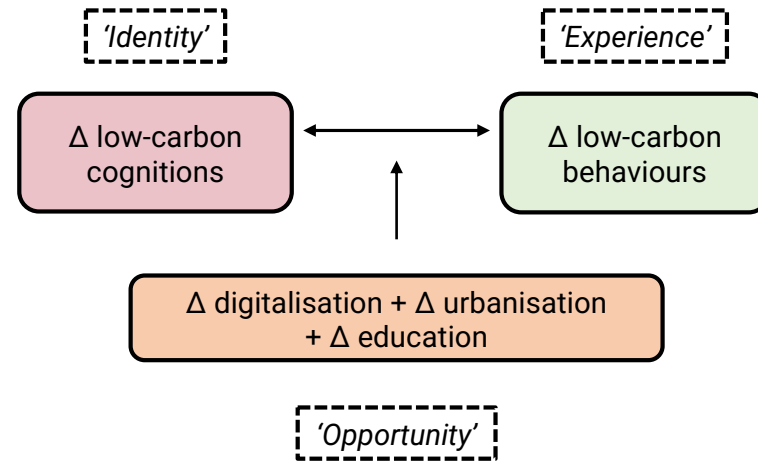 ‘Identity’
‘Experience’
Δ low-carbon
cognitions
Δ low-carbon
behaviours
Δ digitalisation + Δ urbanisation
+ Δ education
‘Opportunity’